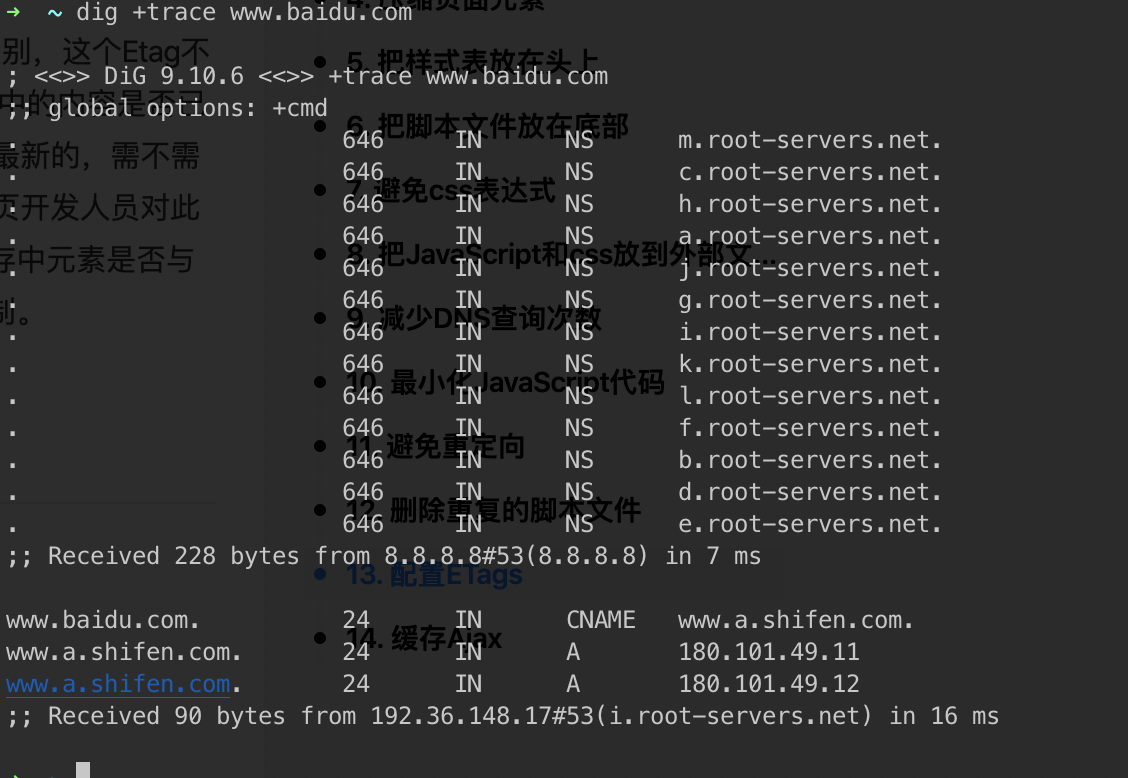 → ~ dig +trace www.baidu.com
; <<>> DiG 9.10.6 <<>> +trace www.baidu.com
;; global options: +cmd
. 646 IN NS m.root-servers.net.
. 646 IN NS c.root-servers.net.
. 646 IN NS h.root-servers.net.
. 646 IN NS a.root-servers.net.
. 646 IN NS j.root-servers.net.
. 646 IN NS g.root-servers.net.
. 646 IN NS i.root-servers.net.
. 646 IN NS k.root-servers.net.
. 646 IN NS l.root-servers.net.
. 646 IN NS f.root-servers.net.
. 646 IN NS b.root-servers.net.
. 646 IN NS d.root-servers.net.
. 646 IN NS e.root-servers.net.
;; Received 228 bytes from 8.8.8.8#53(8.8.8.8) in 7 ms
www.baidu.com. 24 IN CNAME www.a.shifen.com.
www.a.shifen.com. 24 IN A 180.101.49.11
www.a.shifen.com. 24 IN A 180.101.49.12
;; Received 90 bytes from 192.36.148.17#53(i.root-servers.net) in 16 ms
→ ~
别，这个Etag不
中的内容是否已
最新的，需不需
页开发人员对此
存中元素是否与
制。
缩页面元素
• 5. 把样式表放在头上
• 6. 把脚本文件放在底部
• 7. 避免css表达式
• 8. 把JavaScript和css放到外部文...
• 9. 减少DNS查询次数
• 10. 最小化JavaScript代码
• 11. 避免重定向
• 12. 删除重复的脚本文件
• 13. 配置ETags
• 14. 缓存Ajax